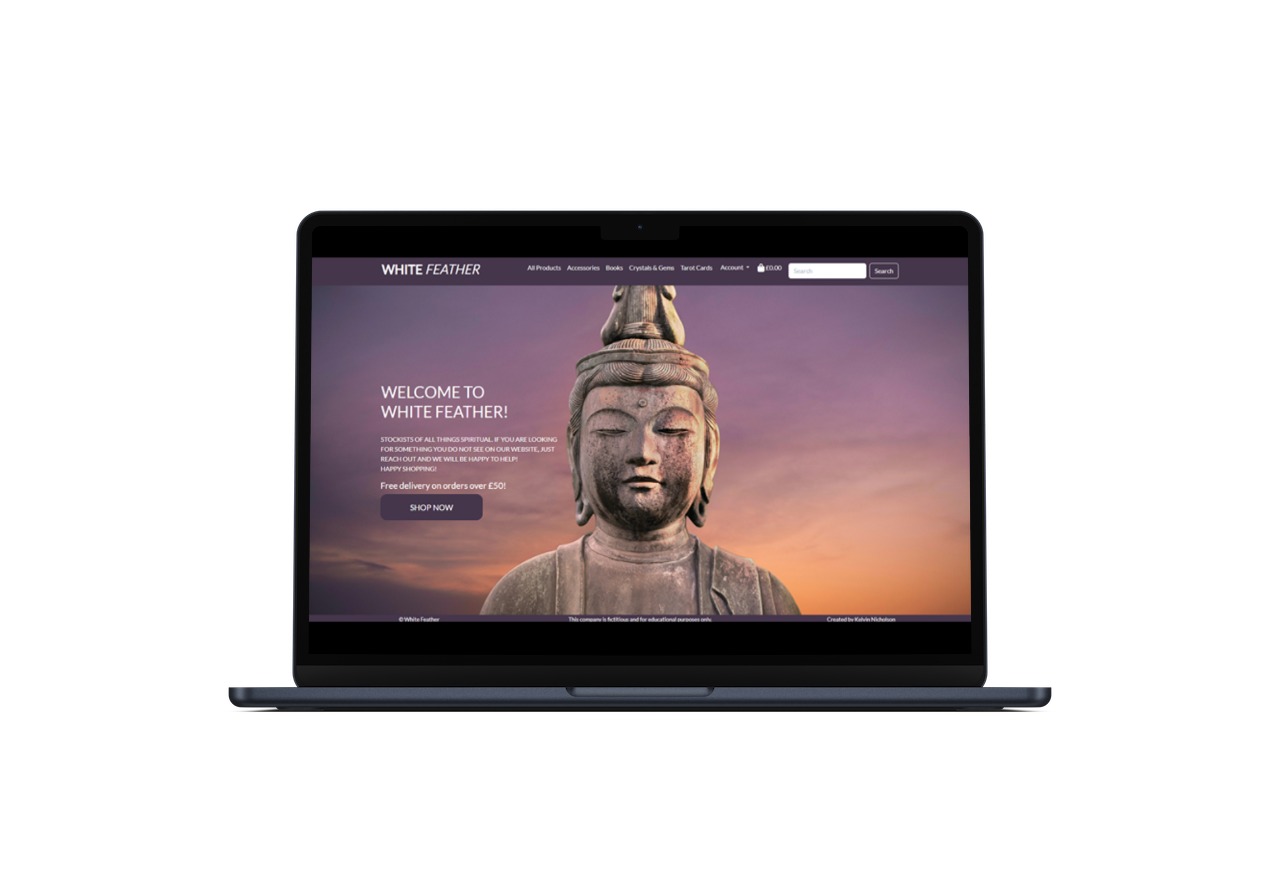 WHITE FEATHER
All Products Accessories Books Crystals & Gems Tarot Cards Account £0.00 Search Search
WELCOME TO
WHITE FEATHER!
STOCKISTS OF ALL THINGS SPIRITUAL. IF YOU ARE LOOKING
FOR SOMETHING YOU DO NOT SEE ON OUR WEBSITE, JUST
REACH OUT AND WE WILL BE HAPPY TO HELP!
HAPPY SHOPPING!
Free delivery on orders over £50!
SHOP NOW
© White Feather This company is fictitious and for educational purposes only. Created by Kelvin Nicholson